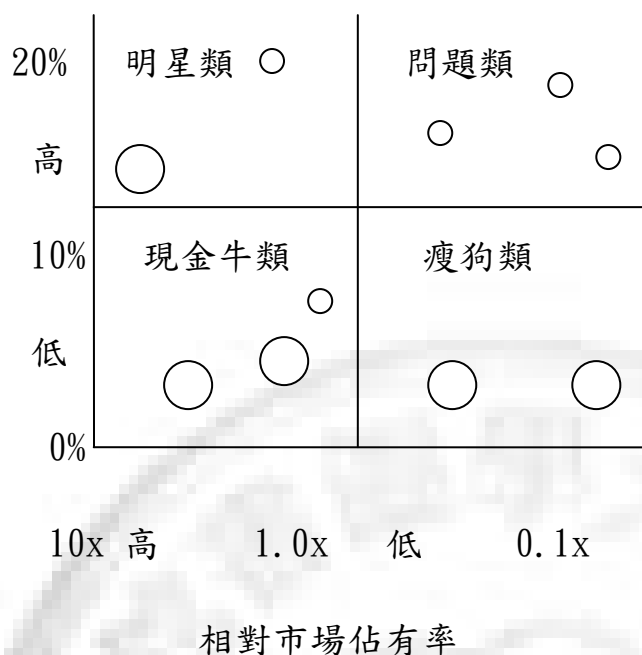 20% 明星類 問題類
高
10% 現金牛類 瘦狗類
低
0%
10x 高 1.0x 低 0.1x
相對市場佔有率